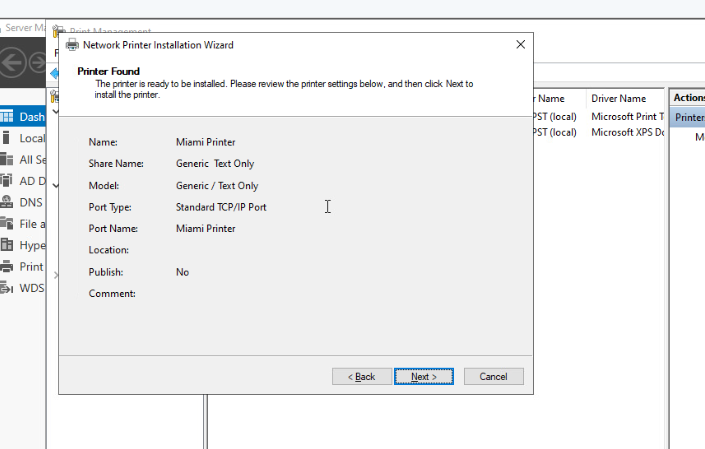 Server Ma
Print Management
Network Printer Installation Wizard
Printer Found
The printer is ready to be installed. Please review the printer settings below, and then click Next to
install the printer.
Name: Miami Printer
Share Name: Generic Text Only
Model: Generic / Text Only
Port Type: Standard TCP/IP Port
Port Name: Miami Printer
Location:
Publish: No
Comment:
< Back
Next >
Cancel
Dash
Local
All Se
AD D
DNS
File a
Hype
Print
WDS
r Name Driver Name
PST (local) Microsoft Print T
PST (local) Microsoft XPS Do
Actions
Printer
M